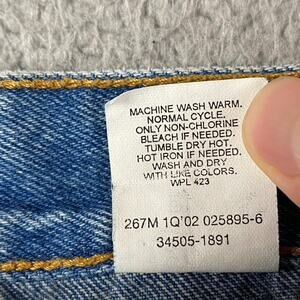 MACHINE WASH WARM.
NORMAL CYCLE.
ONLY NON-CHLORINE
BLEACH IF NEEDED.
TUMBLE DRY HOT.
HOT IRON IF NEEDED.
WASH AND DRY
WITH LIKE COLORS.
WPL 423
267M 1Q'02 025895-6
34505-1891